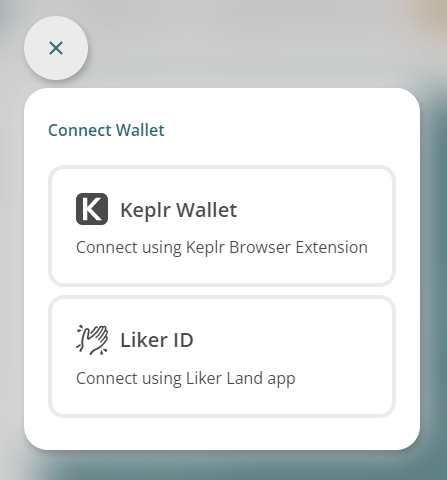 Connect Wallet
Keplr Wallet
Connect using Keplr Browser Extension
Liker ID
Connect using Liker Land app